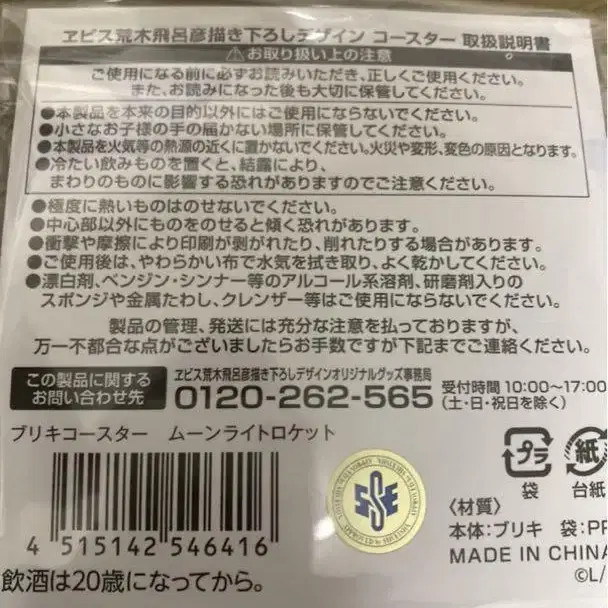 ヱビス荒木飛呂彦描き下ろしデザイン コースター 取扱説明書
⚠お取り扱い上の注意
ご使用になる前に必ずお読みいただき、正しくご使用ください。
また、お読みになった後も大切に保管してください。
●本製品を本来の目的以外にはご使用にならないでください。
●小さなお子様の手の届かない場所に保管してください。
●本製品を火気等の熱源の近くに置かないでください。火災や変形、変色の原因となります。
●冷たい飲みものを置くと、結露により、
まわりのものに影響する恐れがありますのでご注意ください。
●極度に熱いものはのせないでください。
●中心部以外にものをのせると傾く恐れがあります。
●衝撃や摩擦により印刷が剥がれたり、削れたりする場合があります。
●ご使用後は、やわらかい布で水気を拭き取り、よく乾かしてください。
●漂白剤、ベンジン・シンナー等のアルコール系溶剤、研磨剤入りの
スポンジや金属たわし、クレンザー等はご使用にならないでください。
製品の管理、発送には充分な注意を払っておりますが、
万一不都合な点がございましたらお手数ですが下記までご連絡ください。
この製品に関する
お問い合わせ先
ヱビス荒木飛呂彦描き下ろしデザインオリジナルグッズ事務局
0120-262-565
受付時間 10:00~17:00
(土・日・祝日を除く)
ブリキコースター ムーンライトロケット
プラ
袋
紙
台紙
〈材質〉
本体:ブリキ 袋:PP
MADE IN CHINA
©L/
4 515142 546416
飲酒は20歳になってから。